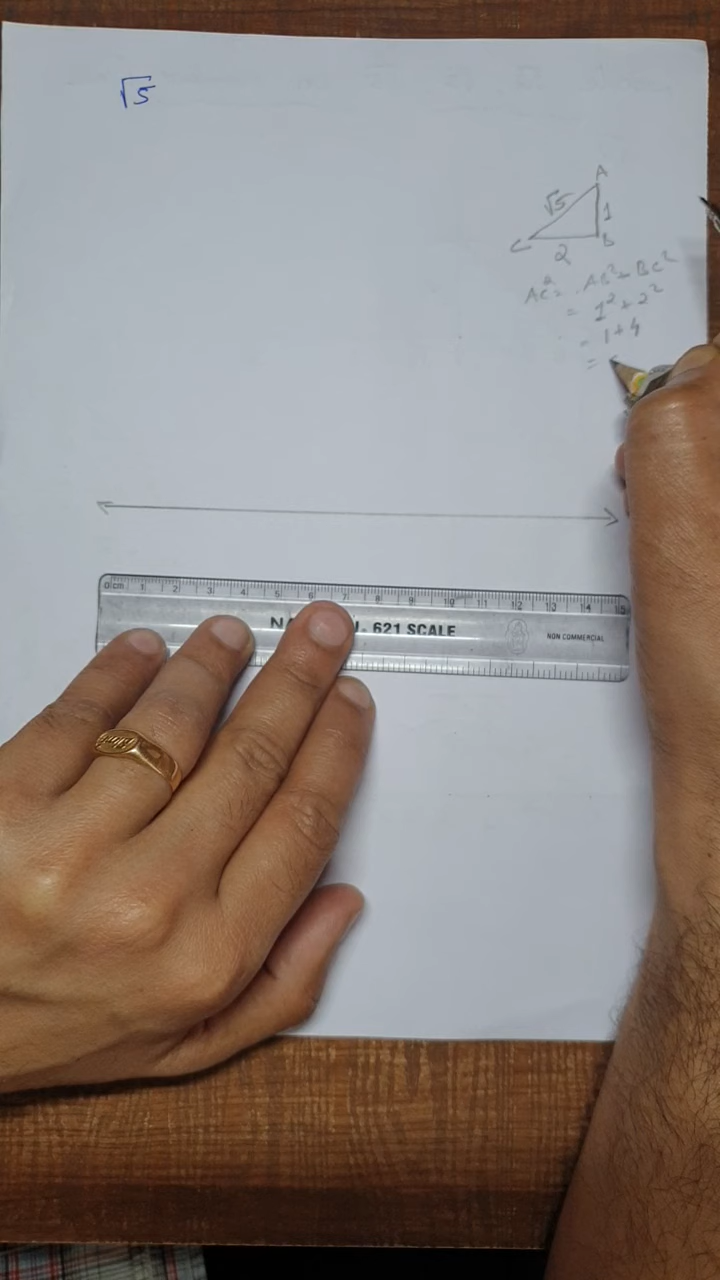 √5
A
√5
1
C
B
2
AC² = AB² + BC²
= 1² + 2²
= 1 + 4
=
0 cm 1 2 3 4 5 6 7 8 9 10 11 12 13 14 15
621 SCALE
NON COMMERCIAL